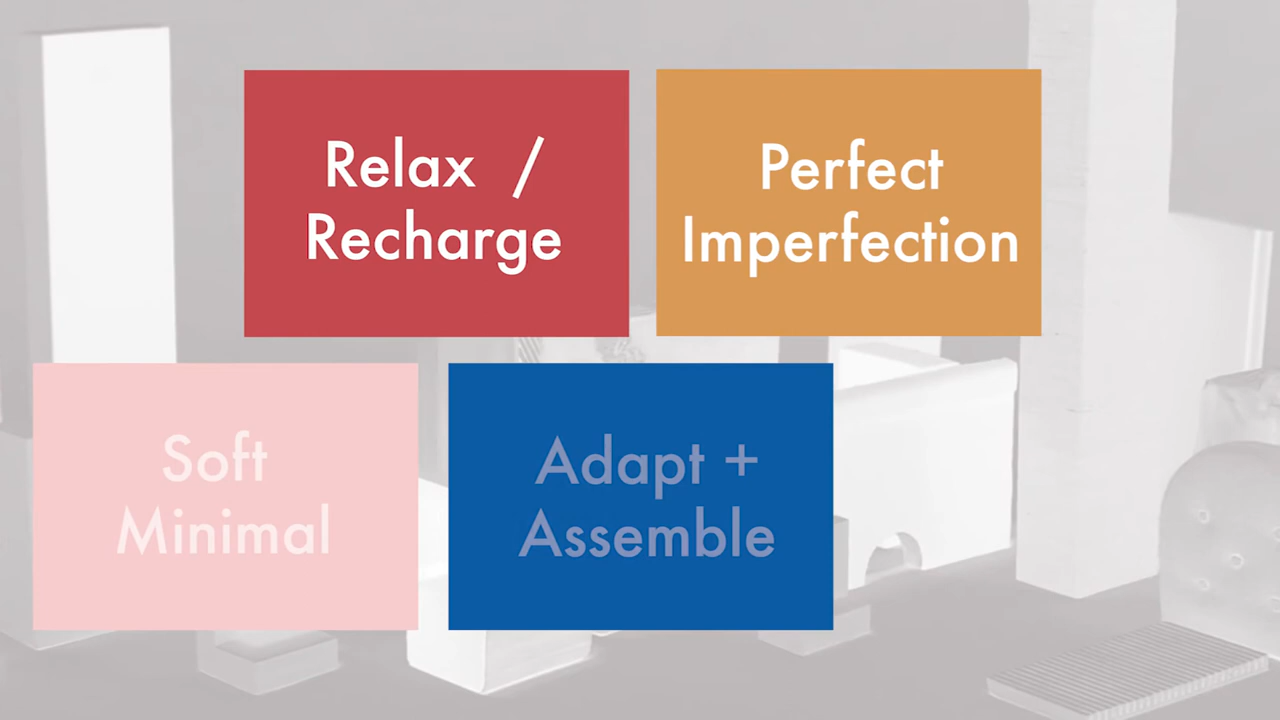 Relax /
Recharge
Perfect
Imperfection
Soft
Minimal
Adapt +
Assemble